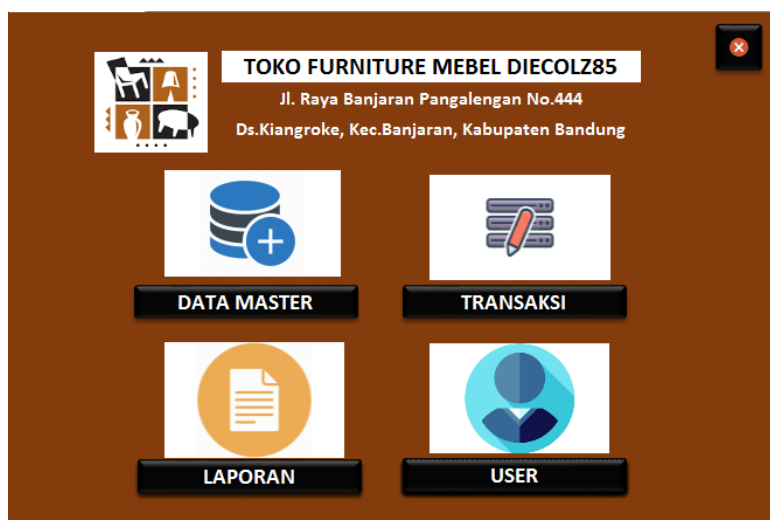 TOKO FURNITURE MEBEL DIECOLZ85
Jl. Raya Banjaran Pangalengan No.444
Ds.Kiangroke, Kec.Banjaran, Kabupaten Bandung
DATA MASTER
TRANSAKSI
LAPORAN
USER